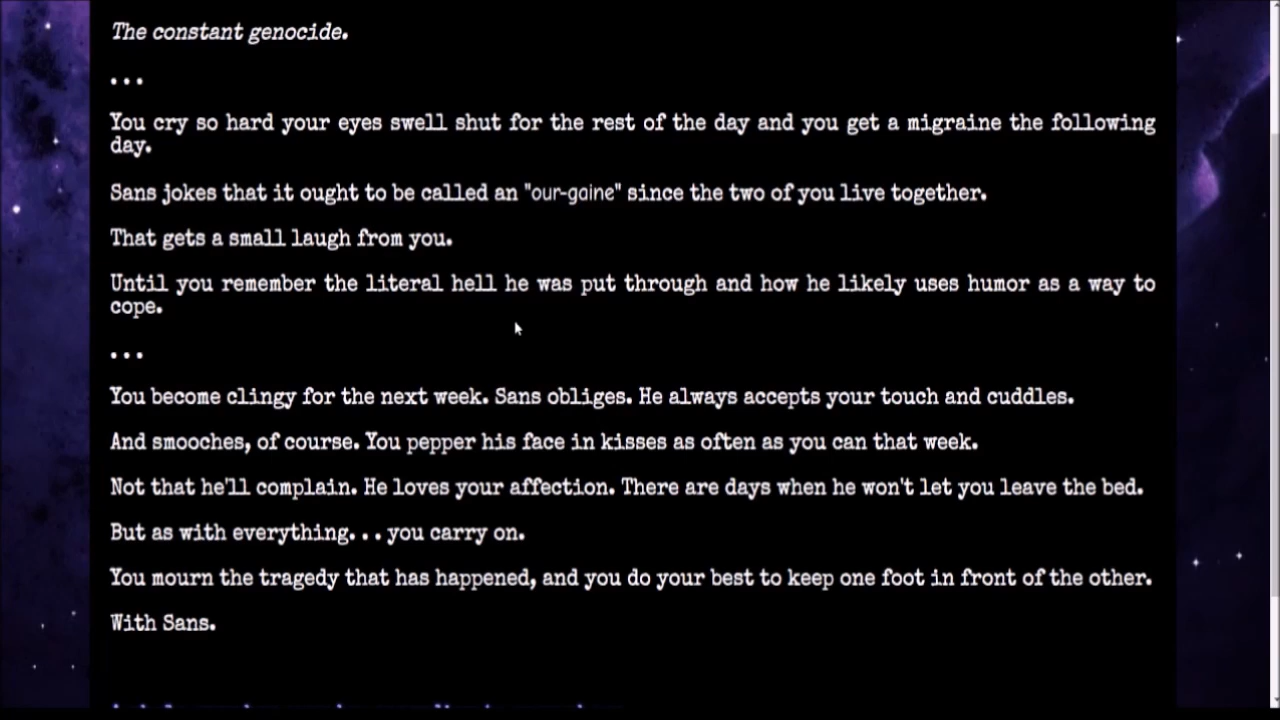 The constant genocide.
...
You cry so hard your eyes swell shut for the rest of the day and you get a migraine the following
day.
Sans jokes that it ought to be called an "our-gaine" since the two of you live together.
That gets a small laugh from you.
Until you remember the literal hell he was put through and how he likely uses humor as a way to
cope.
...
You become clingy for the next week. Sans obliges. He always accepts your touch and cuddles.
And smooches, of course. You pepper his face in kisses as often as you can that week.
Not that he'll complain. He loves your affection. There are days when he won't let you leave the bed.
But as with everything. . . you carry on.
You mourn the tragedy that has happened, and you do your best to keep one foot in front of the other.
With Sans.